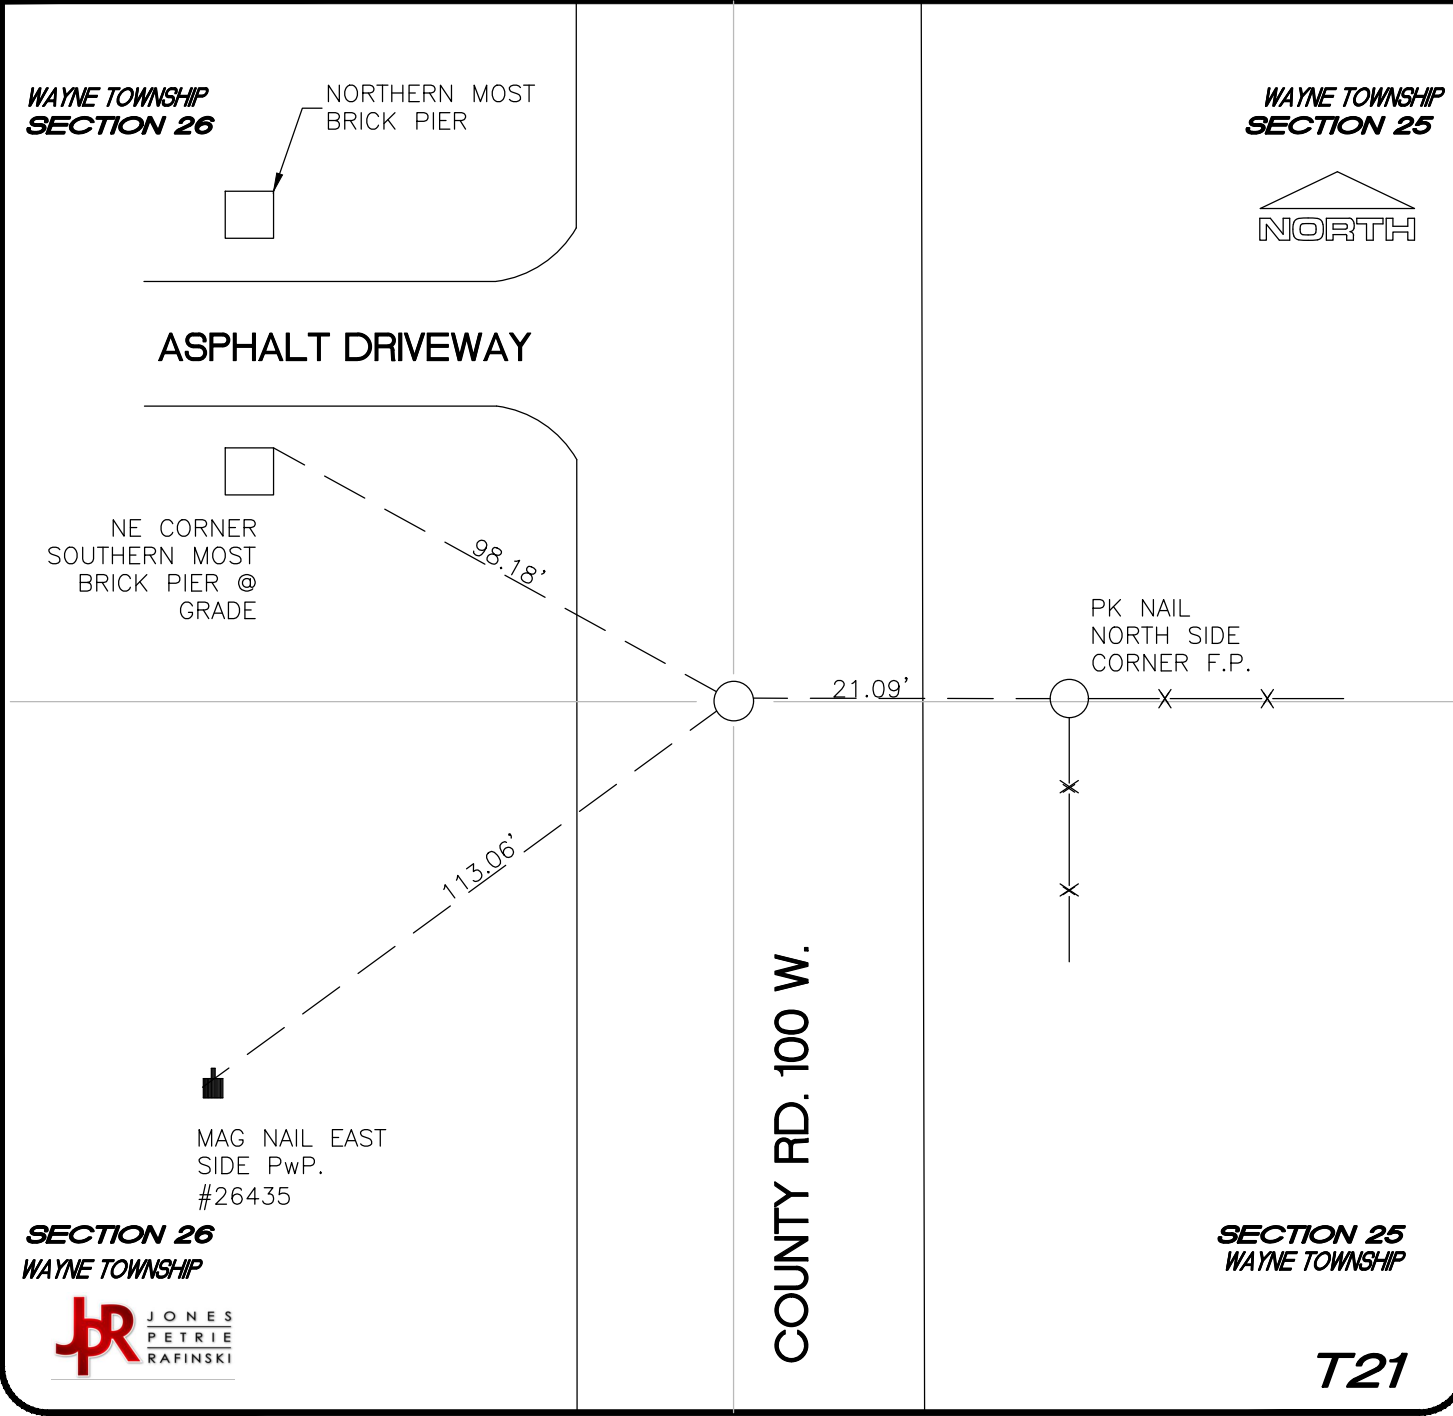 WAYNE TOWNSHIP
SECTION 26
NORTHERN MOST
BRICK PIER
WAYNE TOWNSHIP
SECTION 25
NORTH
ASPHALT DRIVEWAY
NE CORNER
SOUTHERN MOST
BRICK PIER @
GRADE
98.18'
PK NAIL
NORTH SIDE
CORNER F.P.
21.09'
113.06'
COUNTY RD. 100 W.
MAG NAIL EAST
SIDE PwP.
#26435
SECTION 26
WAYNE TOWNSHIP
SECTION 25
WAYNE TOWNSHIP
JPR
JONES
PETRIE
RAFINSKI
T21